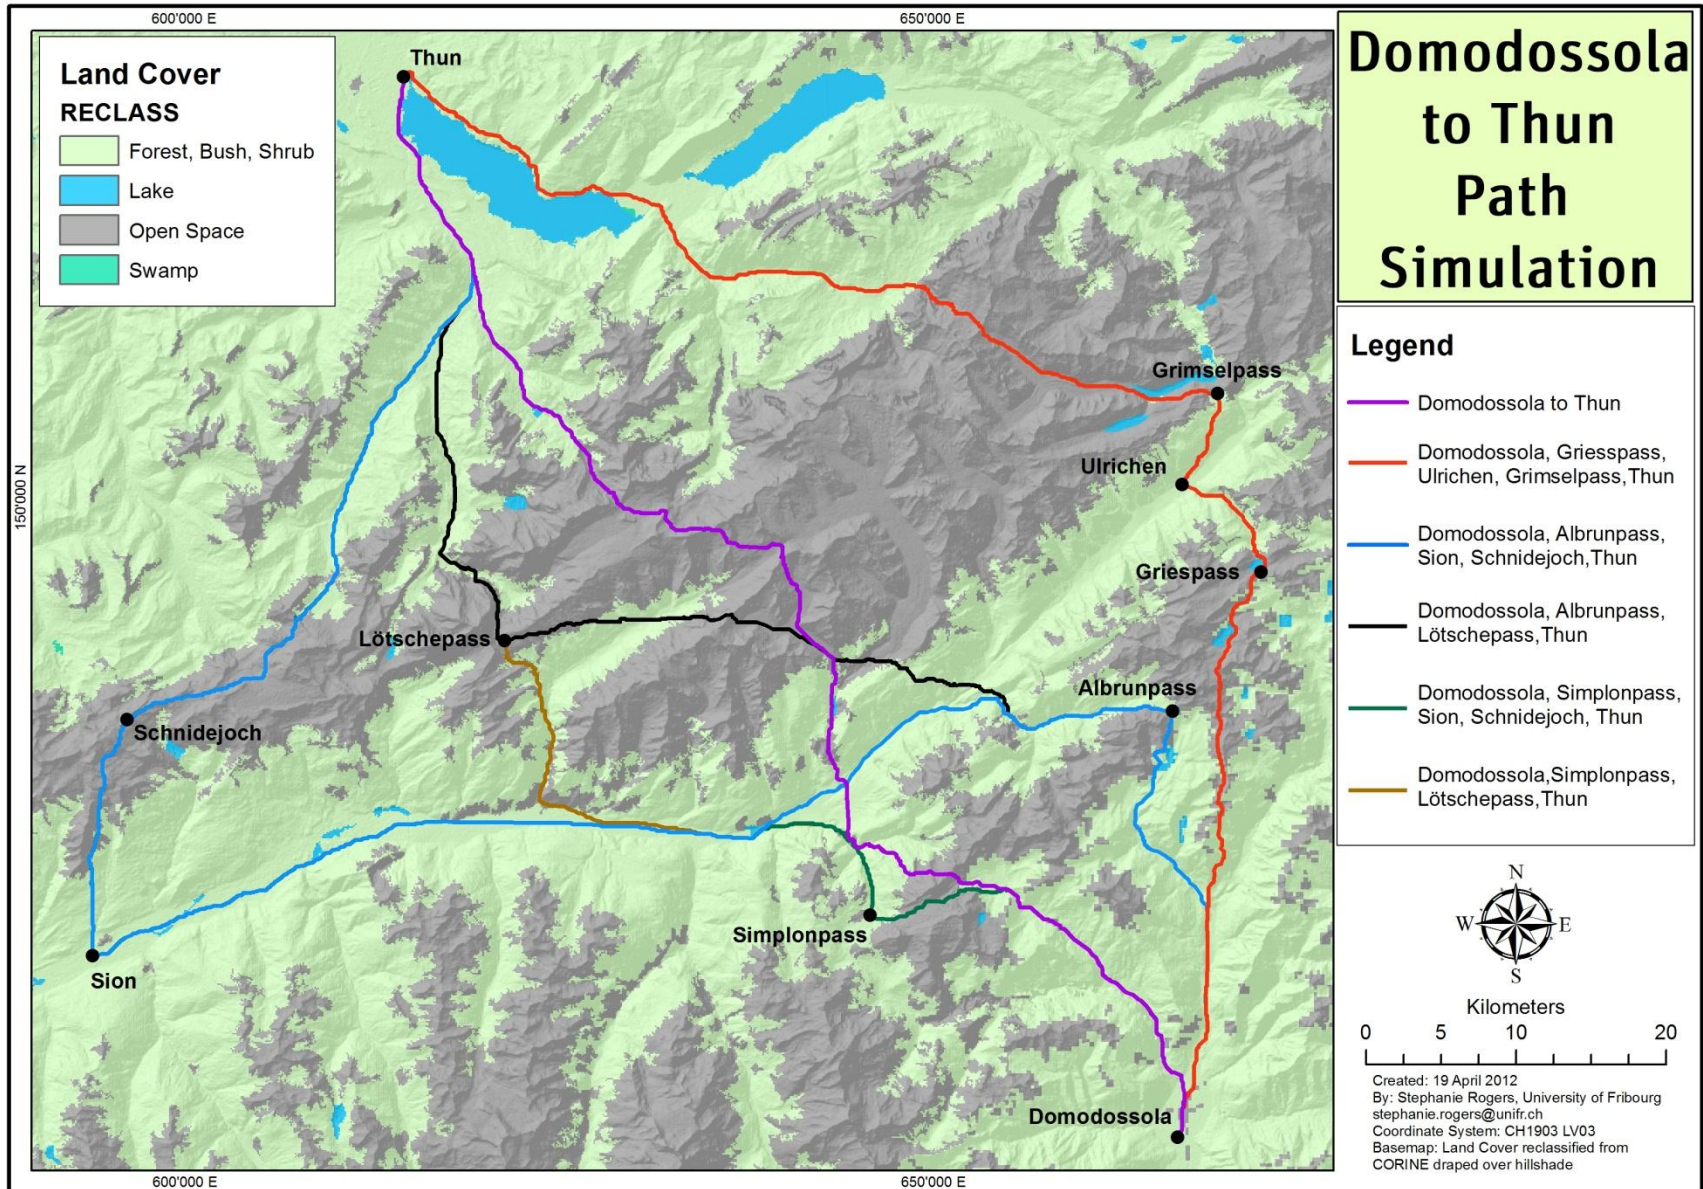 600'000 E
650'000 E
Land Cover
RECLASS
Forest, Bush, Shrub
Lake
Open Space
Swamp
Thun
Grimselpass
Ulrichen
Griespass
Lötschepass
Albrunpass
Schnidejoch
Simplonpass
Sion
Domodossola
150'000 N
600'000 E
650'000 E
Domodossola
to Thun
Path
Simulation
Legend
Domodossola to Thun
Domodossola, Griesspass,
Ulrichen, Grimselpass,Thun
Domodossola, Albrunpass,
Sion, Schnidejoch,Thun
Domodossola, Albrunpass,
Lötschepass,Thun
Domodossola, Simplonpass,
Sion, Schnidejoch, Thun
Domodossola,Simplonpass,
Lötschepass,Thun
N
W E
S
Kilometers
0 5 10 20
Created: 19 April 2012
By: Stephanie Rogers, University of Fribourg
stephanie.rogers@unifr.ch
Coordinate System: CH1903 LV03
Basemap: Land Cover reclassified from
CORINE draped over hillshade